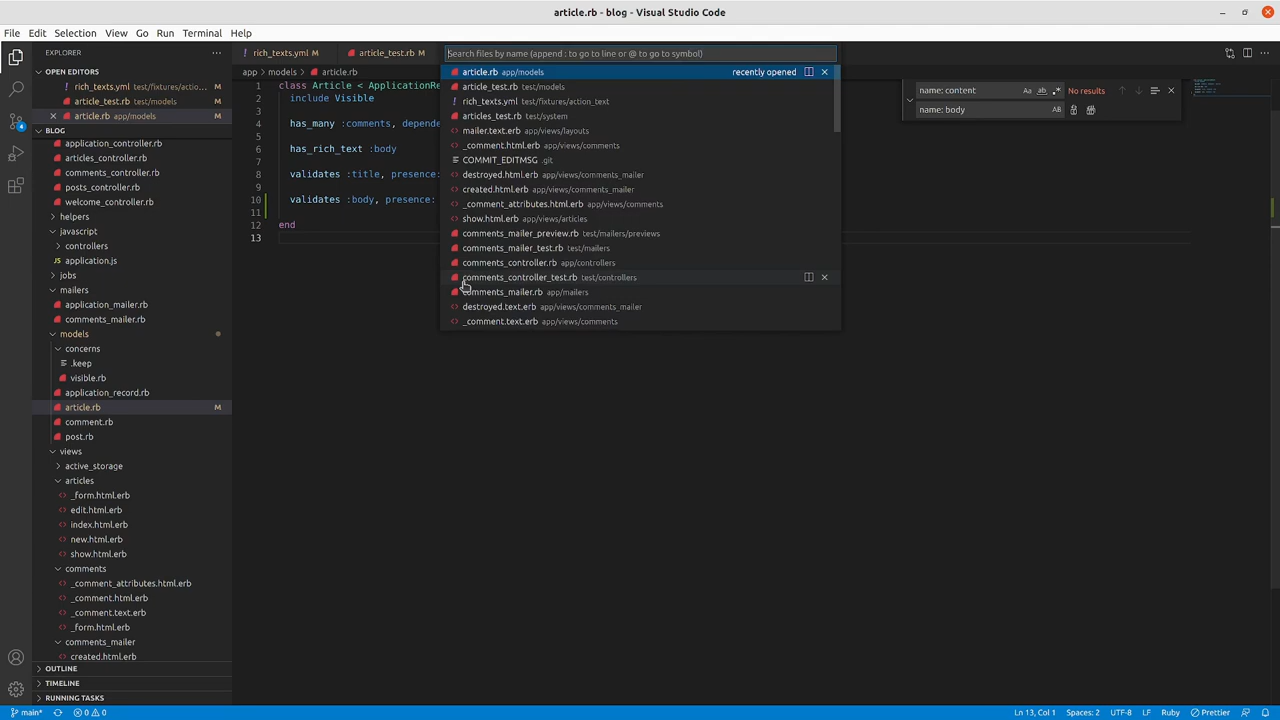 article.rb - blog - Visual Studio Code
File Edit Selection View Go Run Terminal Help
EXPLORER
OPEN EDITORS
rich_texts.yml test/fixtures/actio... M
article_test.rb test/models M
article.rb app/models M
BLOG
application_controller.rb
articles_controller.rb
comments_controller.rb
posts_controller.rb
welcome_controller.rb
helpers
javascript
controllers
application.js
jobs
mailers
application_mailer.rb
comments_mailer.rb
models
concerns
.keep
visible.rb
application_record.rb
article.rb M
comment.rb
post.rb
views
active_storage
articles
_form.html.erb
edit.html.erb
index.html.erb
new.html.erb
show.html.erb
comments
_comment_attributes.html.erb
_comment.html.erb
_comment.text.erb
_form.html.erb
comments_mailer
created.html.erb
OUTLINE
TIMELINE
RUNNING TASKS
4
rich_texts.yml M article_test.rb M
app > models > article.rb
1 class Article < ApplicationRe
2 include Visible
3
4 has_many :comments, depende
5
6 has_rich_text :body
7
8 validates :title, presence:
9
10 validates :body, presence:
11
12 end
13
Search files by name (append : to go to line or @ to go to symbol)
article.rb app/models recently opened
article_test.rb test/models
rich_texts.yml test/fixtures/action_text
articles_test.rb test/system
mailer.text.erb app/views/layouts
_comment.html.erb app/views/comments
COMMIT_EDITMSG .git
destroyed.html.erb app/views/comments_mailer
created.html.erb app/views/comments_mailer
_comment_attributes.html.erb app/views/comments
show.html.erb app/views/articles
comments_mailer_preview.rb test/mailers/previews
comments_mailer_test.rb test/mailers
comments_controller.rb app/controllers
comments_controller_test.rb test/controllers
comments_mailer.rb app/mailers
destroyed.text.erb app/views/comments_mailer
_comment.text.erb app/views/comments
name: content Aa ab .* No results
name: body AB
main* 0 0 Ln 13, Col 1 Spaces: 2 UTF-8 LF Ruby Prettier